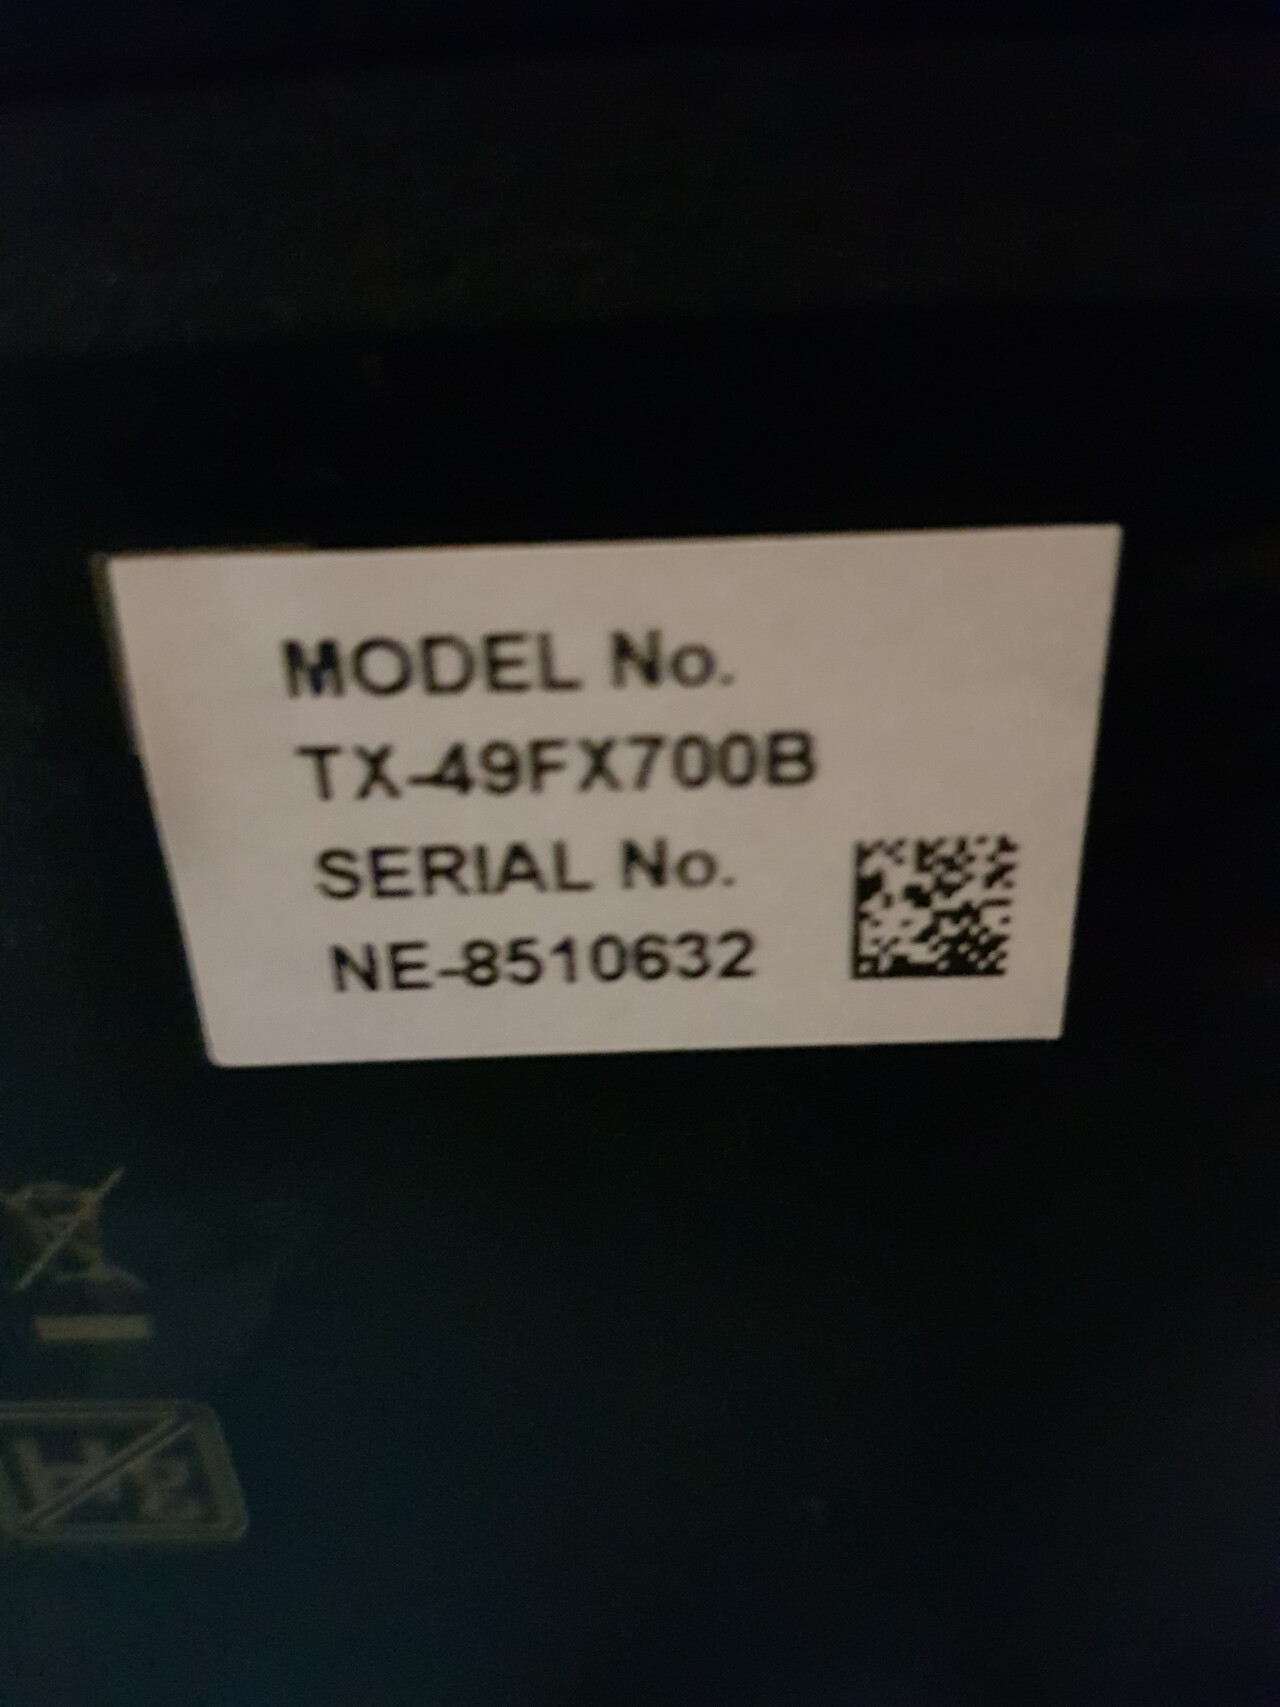 MODEL No.
TX-49FX700B
SERIAL No.
NE-8510632